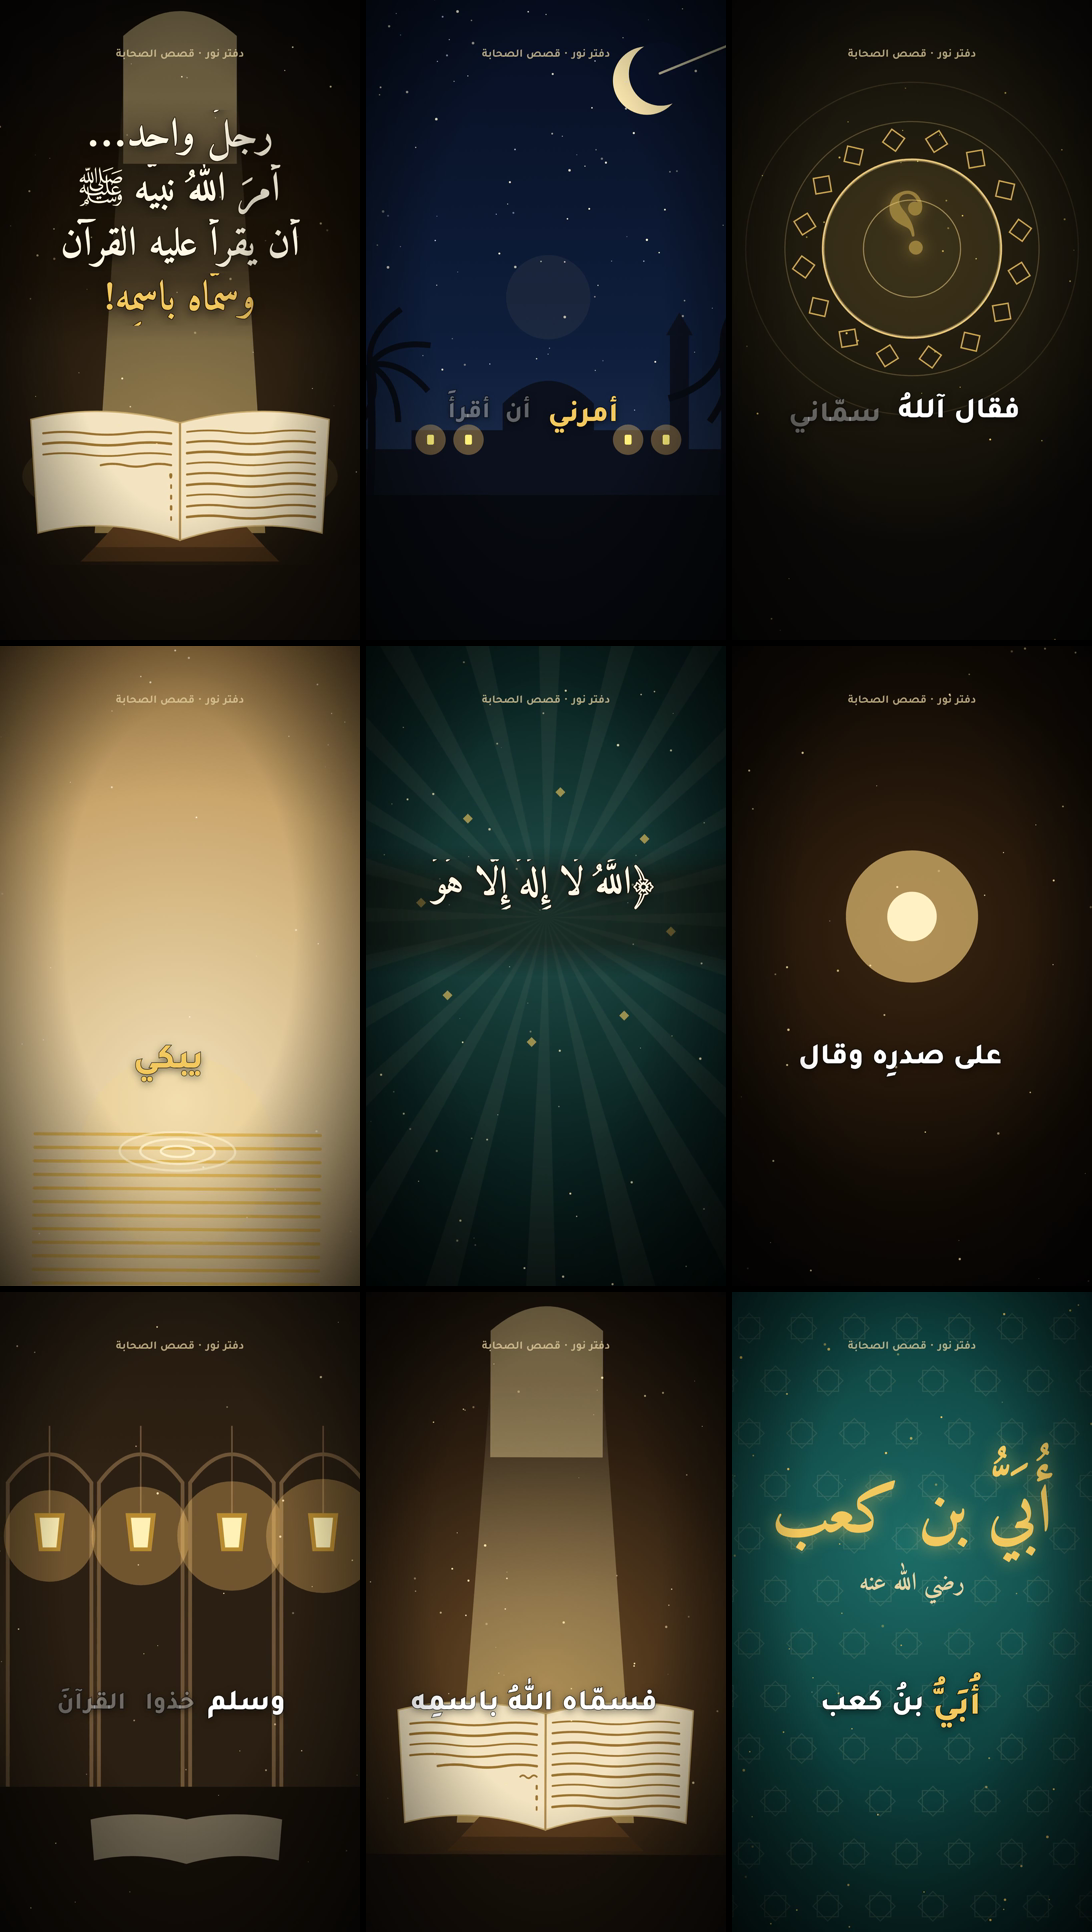 دفتر نور · قصص الصحابة
رجلٌ واحد...
أمرَ اللهُ نبيّه ﷺ
أن يقرأ عليه القرآن
وسمّاه باسمِه!
دفتر نور · قصص الصحابة
أمرني أن أقرأَ
دفتر نور · قصص الصحابة
؟
فقال آللهُ سمّاني
دفتر نور · قصص الصحابة
يبكي
دفتر نور · قصص الصحابة
﴿اللَّهُ لَا إِلَٰهَ إِلَّا هُوَ
دفتر نور · قصص الصحابة
على صدرِه وقال
دفتر نور · قصص الصحابة
وسلم خذوا القرآنَ
دفتر نور · قصص الصحابة
فسمّاه اللهُ باسمِه
دفتر نور · قصص الصحابة
أُبَيُّ بن كعب
رضي الله عنه
أُبَيُّ بنُ كعب